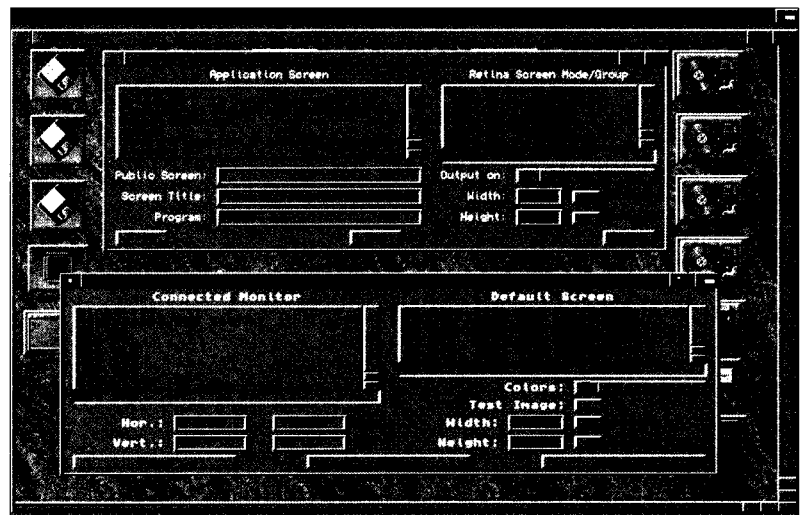 Application Screen
Retina Screen Mode/Group
Public Screen:
Screen Title:
Program:
Output on:
Width:
Height:
Connected Monitor
Default Screen
Colors:
Test Image:
Hor.:
Vert.:
Width:
Height: